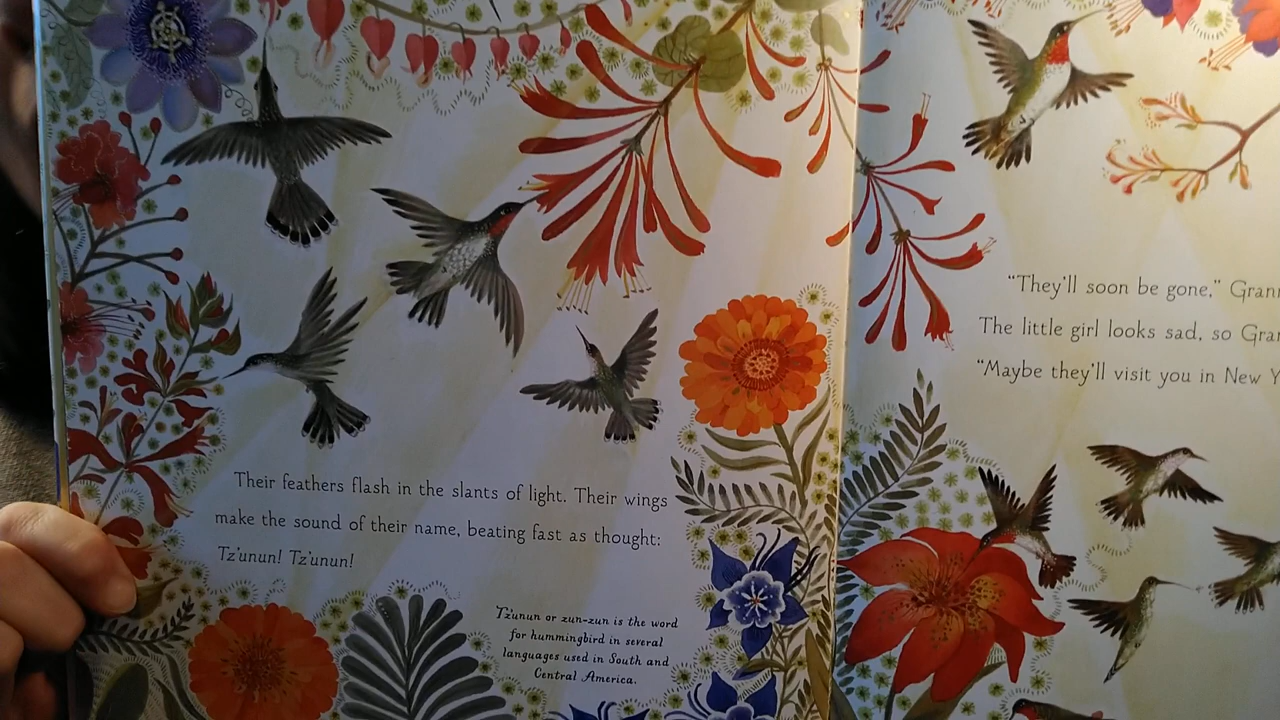 Their feathers flash in the slants of light. Their wings
make the sound of their name, beating fast as thought:
Tz'unun! Tz'unun!
Tz'unun or zun-zun is the word
for hummingbird in several
languages used in South and
Central America.
"They'll soon be gone,"
The little girl looks sad, so
"Maybe they'll visit you in New